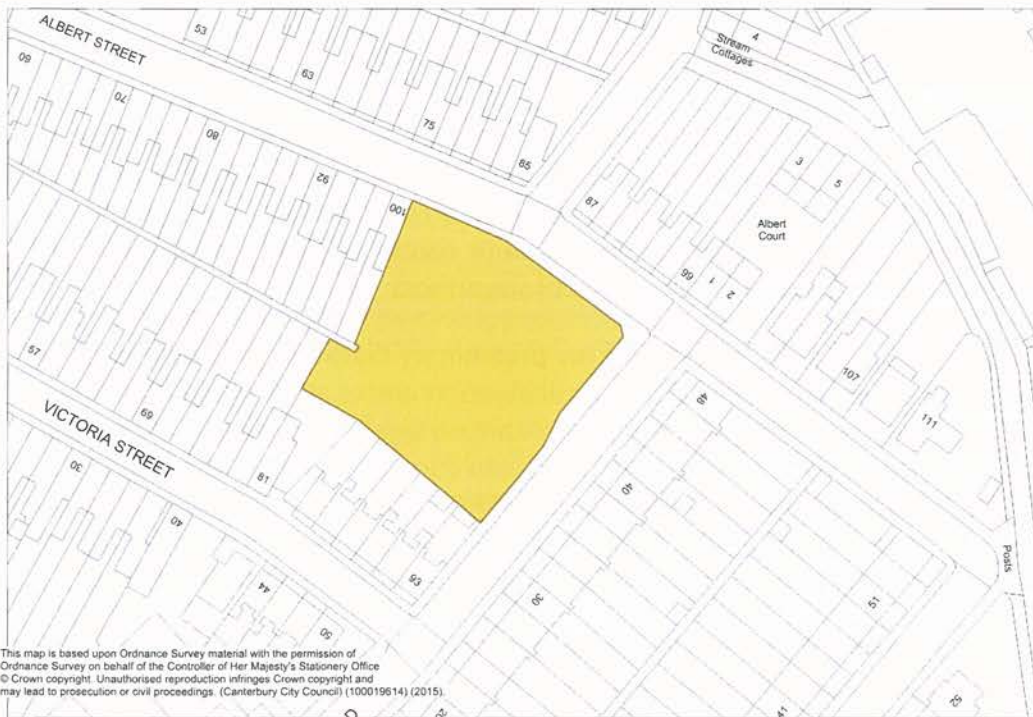 ALBERT STREET
53
63
75
85
60
70
80
92
100
Stream
Cottages
4
87
3
5
Albert
Court
99
1
2
107
111
57
69
81
93
VICTORIA STREET
30
40
44
50
48
40
30
51
Posts
52
41
This map is based upon Ordnance Survey material with the permission of
Ordnance Survey on behalf of the Controller of Her Majesty's Stationery Office
© Crown copyright. Unauthorised reproduction infringes Crown copyright and
may lead to prosecution or civil proceedings. (Canterbury City Council) (100019614) (2015).